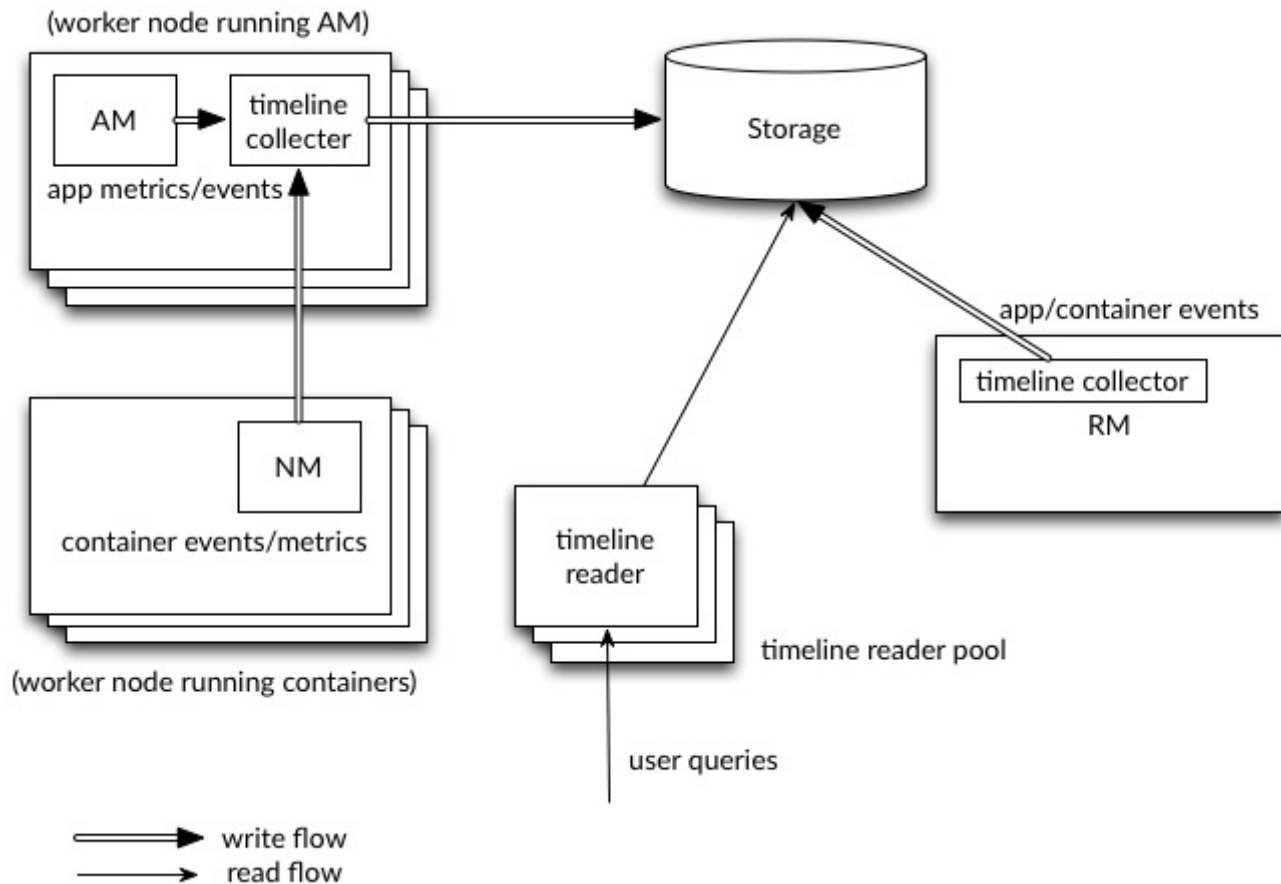 (worker node running AM)
AM
timeline
collecter
app metrics/events
Storage
app/container events
timeline collector
RM
NM
container events/metrics
(worker node running containers)
timeline
reader
timeline reader pool
user queries
write flow
read flow